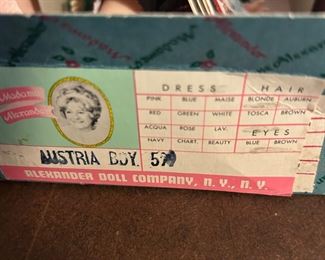 Madame
Alexander
DRESS HAIR
PINK BLUE MAISE BLONDE AUBURN
RED GREEN WHITE TOSCA BROWN
ACQUA ROSE LAV. EYES
NAVY CHART. BEAUTY BLUE BROWN
AUSTRIA BOY
ALEXANDER DOLL COMPANY, N. Y., N. Y.